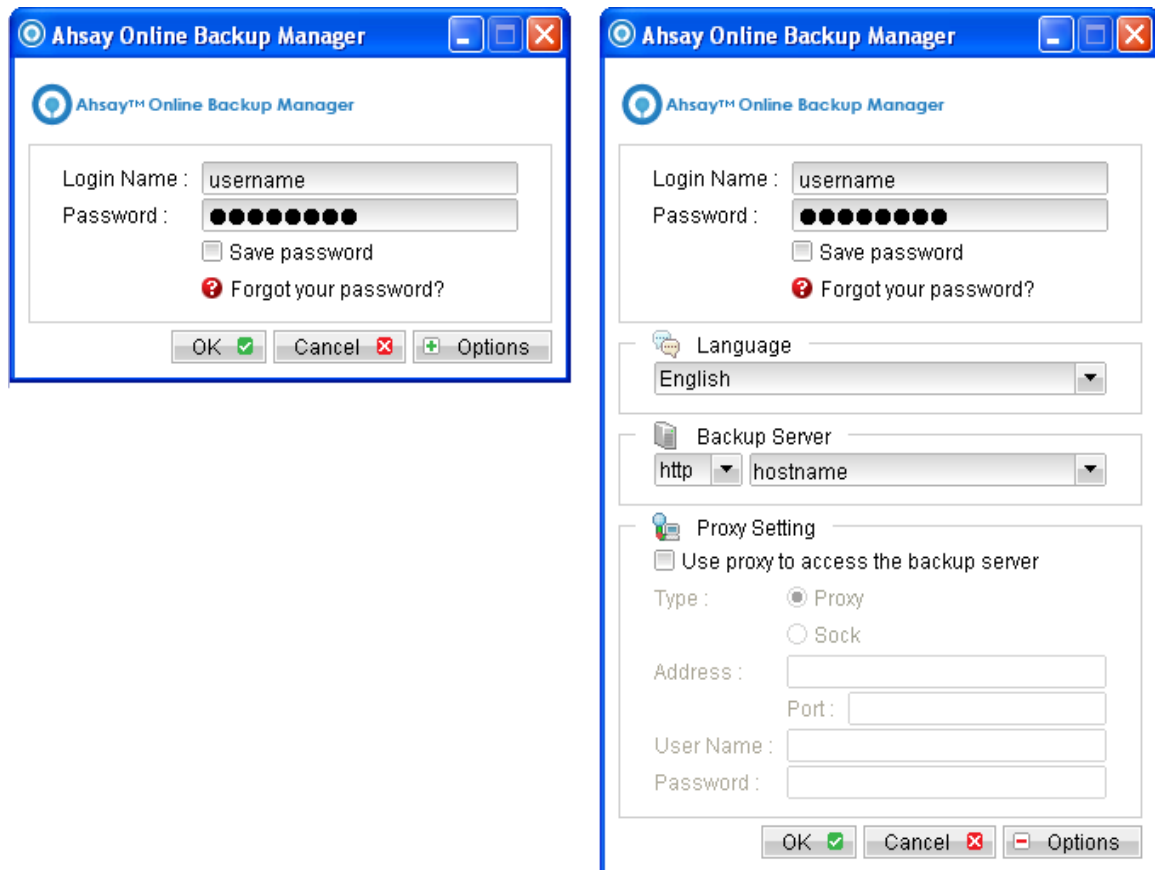 Ahsay Online Backup Manager
Ahsay™ Online Backup Manager
Login Name : username
Password : ●●●●●●●●
Save password
Forgot your password?
OK Cancel Options
Ahsay Online Backup Manager
Ahsay™ Online Backup Manager
Login Name : username
Password : ●●●●●●●●
Save password
Forgot your password?
Language
English
Backup Server
http hostname
Proxy Setting
Use proxy to access the backup server
Type : Proxy
Sock
Address :
Port :
User Name :
Password :
OK Cancel Options